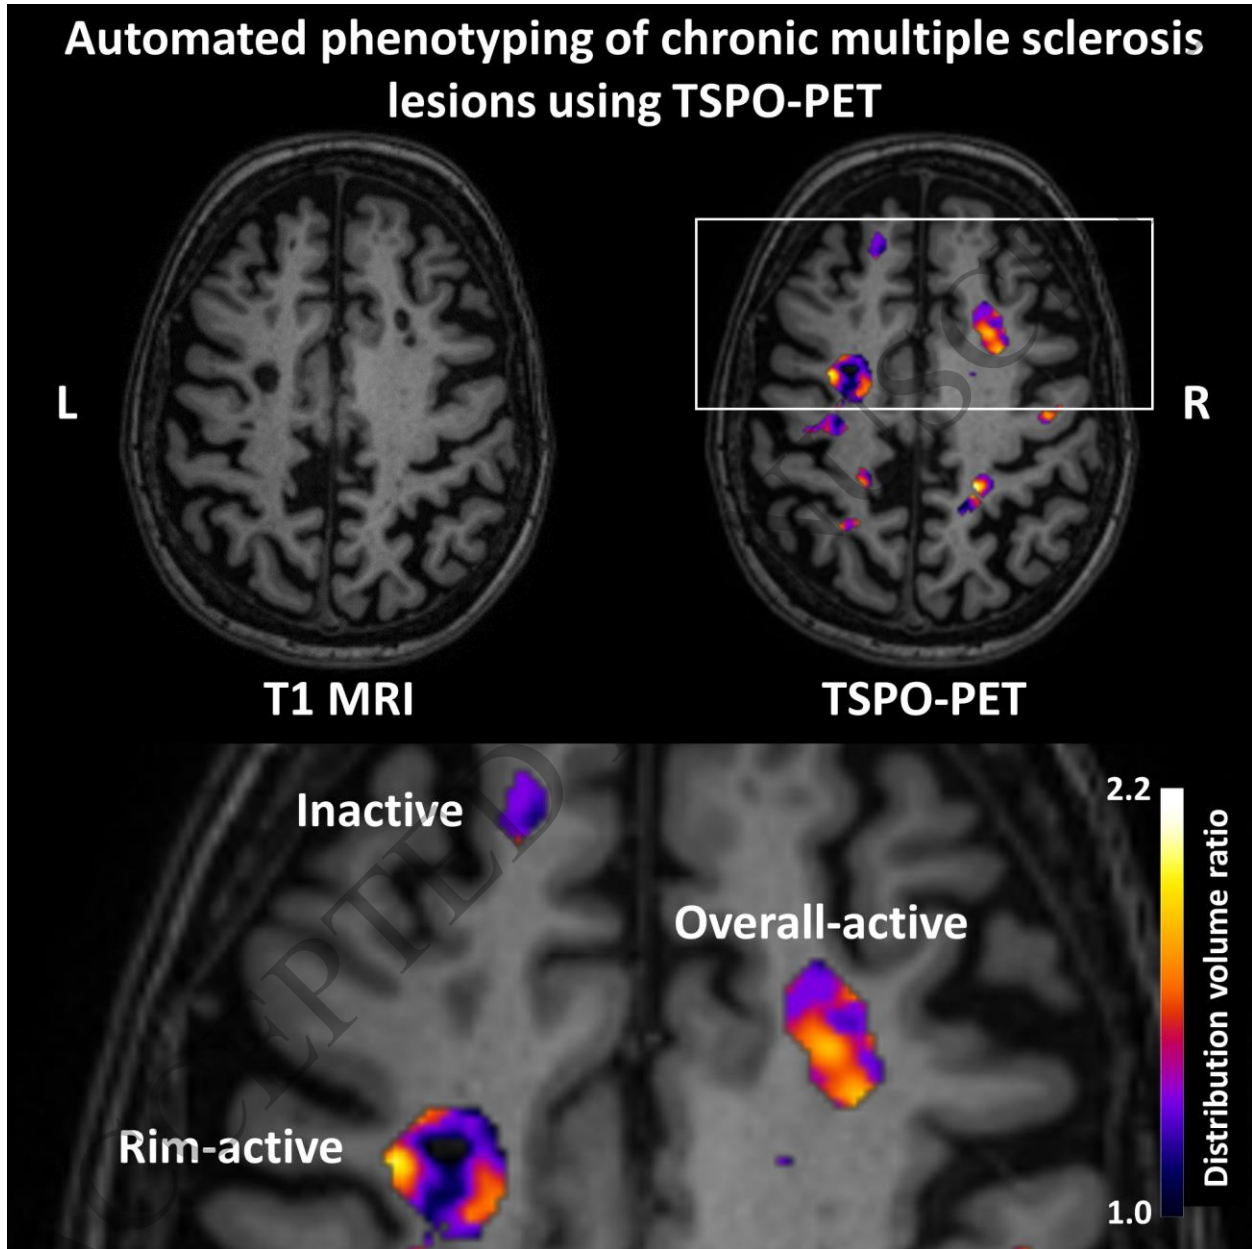 Automated phenotyping of chronic multiple sclerosis
lesions using TSPO-PET
L
R
T1 MRI
TSPO-PET
Inactive
2.2
Overall-active
Distribution volume ratio
Rim-active
1.0